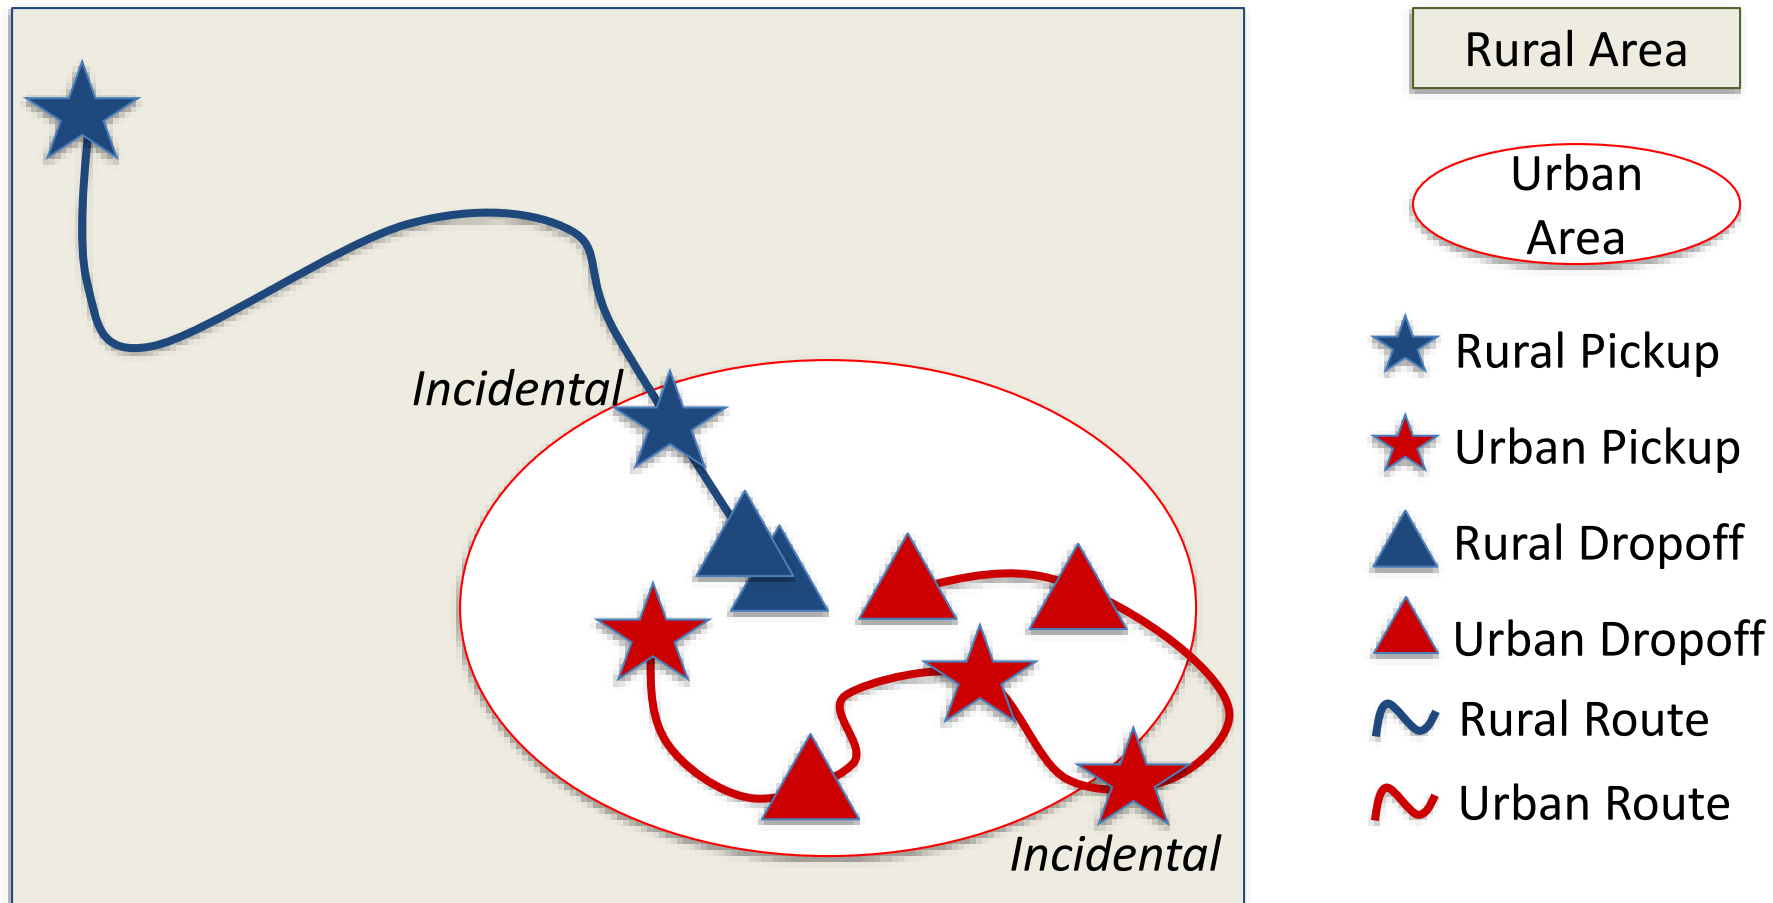 Rural Area
Urban
Area
Rural Pickup
Incidental
Urban Pickup
Rural Dropoff
Urban Dropoff
Rural Route
Urban Route
Incidental